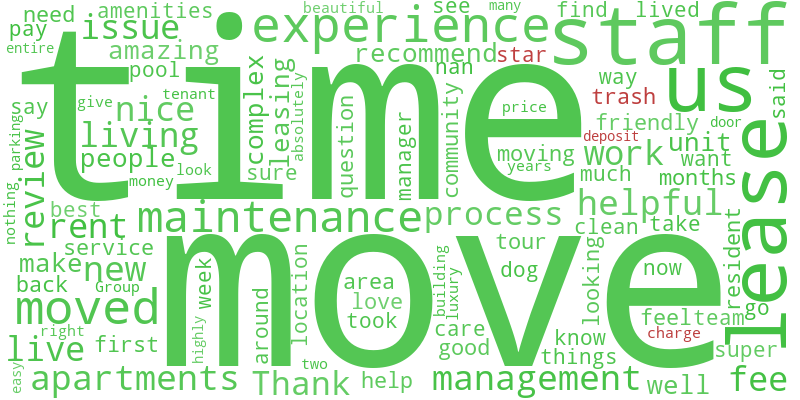 need
amenities
beautiful
see
many
find
lived
pay
issue
experience
staff
entire
amazing
recommend
star
time
pool
nan
way
us
said
say
give
tenant
nice
complex
leasing
absolutely
question
manager
community
price
trash
friendly
deposit
door
parking
review
living
people
look
sure
money
moving
years
work
unit
want
much
months
nothing
best
rent
maintenance
process
helpful
lease
service
clean
take
make
new
tour
resident
back
Group
week
location
area
love
took
building
luxury
dog
looking
now
go
moved
move
around
care
feel
team
right
highly
charge
live
first
good
know
things
super
easy
apartments
Thank
two
help
management
well
fee